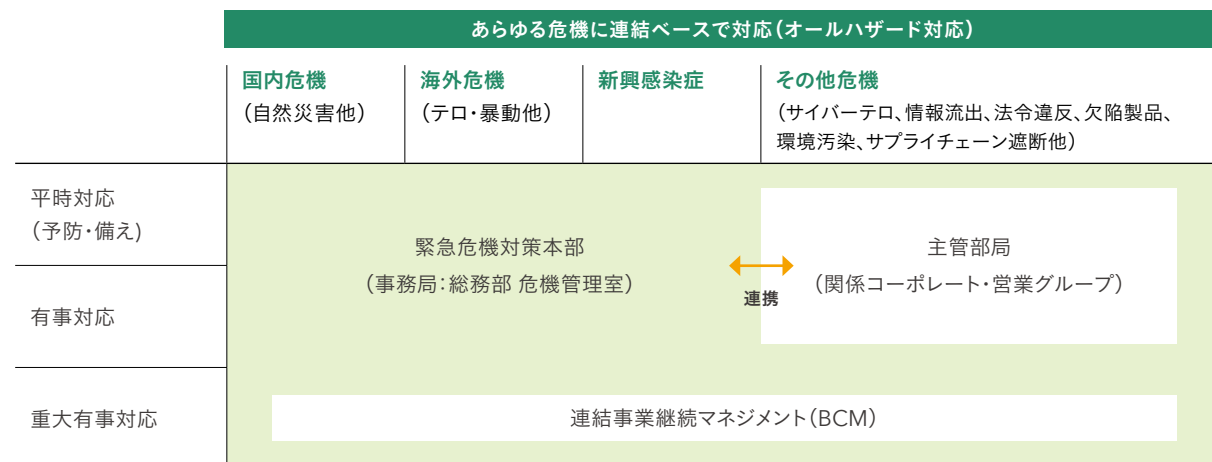 あらゆる危機に連結ベースで対応（オールハザード対応）
国内危機
（自然災害他）
海外危機
（テロ・暴動他）
新興感染症
その他危機
（サイバーテロ、情報流出、法令違反、欠陥製品、
環境汚染、サプライチェーン遮断他）
平時対応
（予防・備え)
有事対応
重大有事対応
緊急危機対策本部
（事務局：総務部 危機管理室）
連携
主管部局
（関係コーポレート・営業グループ）
連結事業継続マネジメント（BCM）